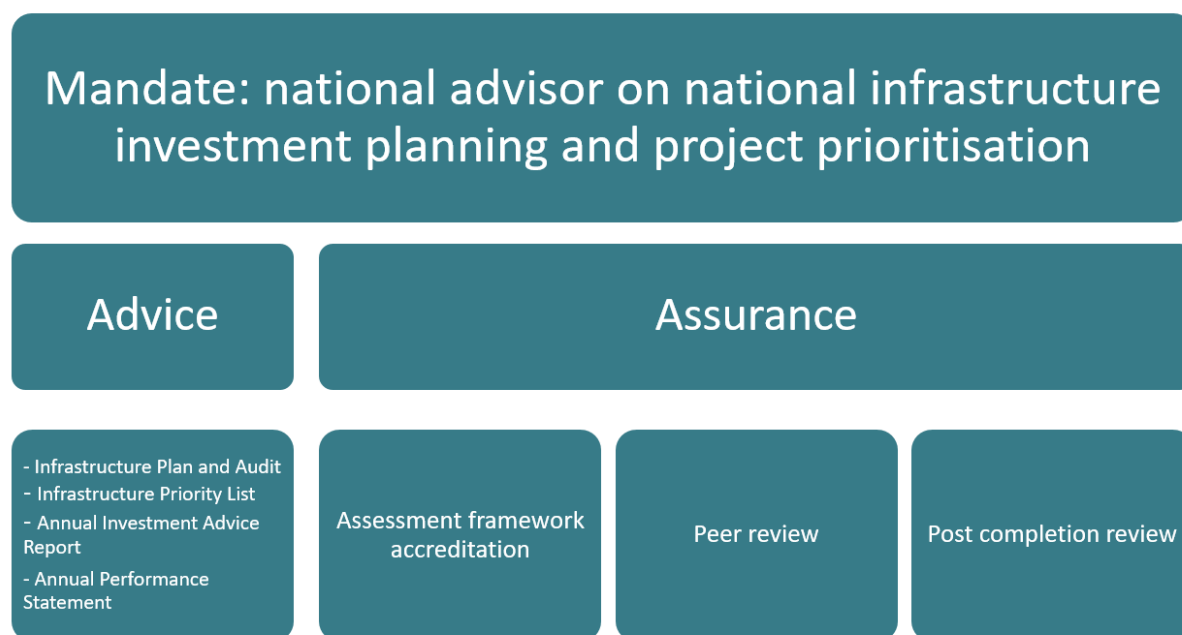 Mandate: national advisor on national infrastructure
investment planning and project prioritisation
Advice
Assurance
- Infrastructure Plan and Audit
- Infrastructure Priority List
- Annual Investment Advice
Report
- Annual Performance
Statement
Assessment framework
accreditation
Peer review
Post completion review